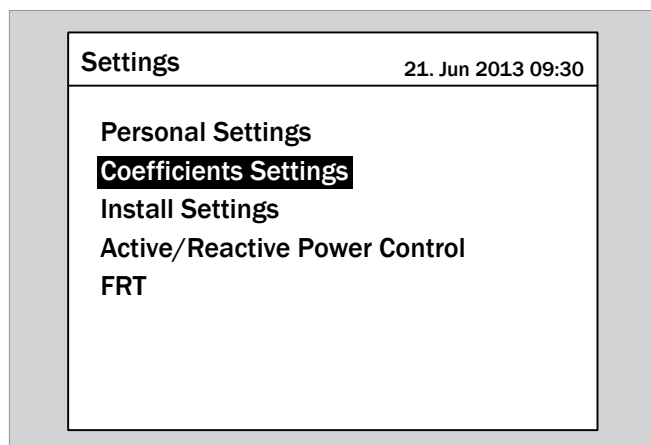 Settings
21. Jun 2013 09:30
Personal Settings
Coefficients Settings
Install Settings
Active/Reactive Power Control
FRT